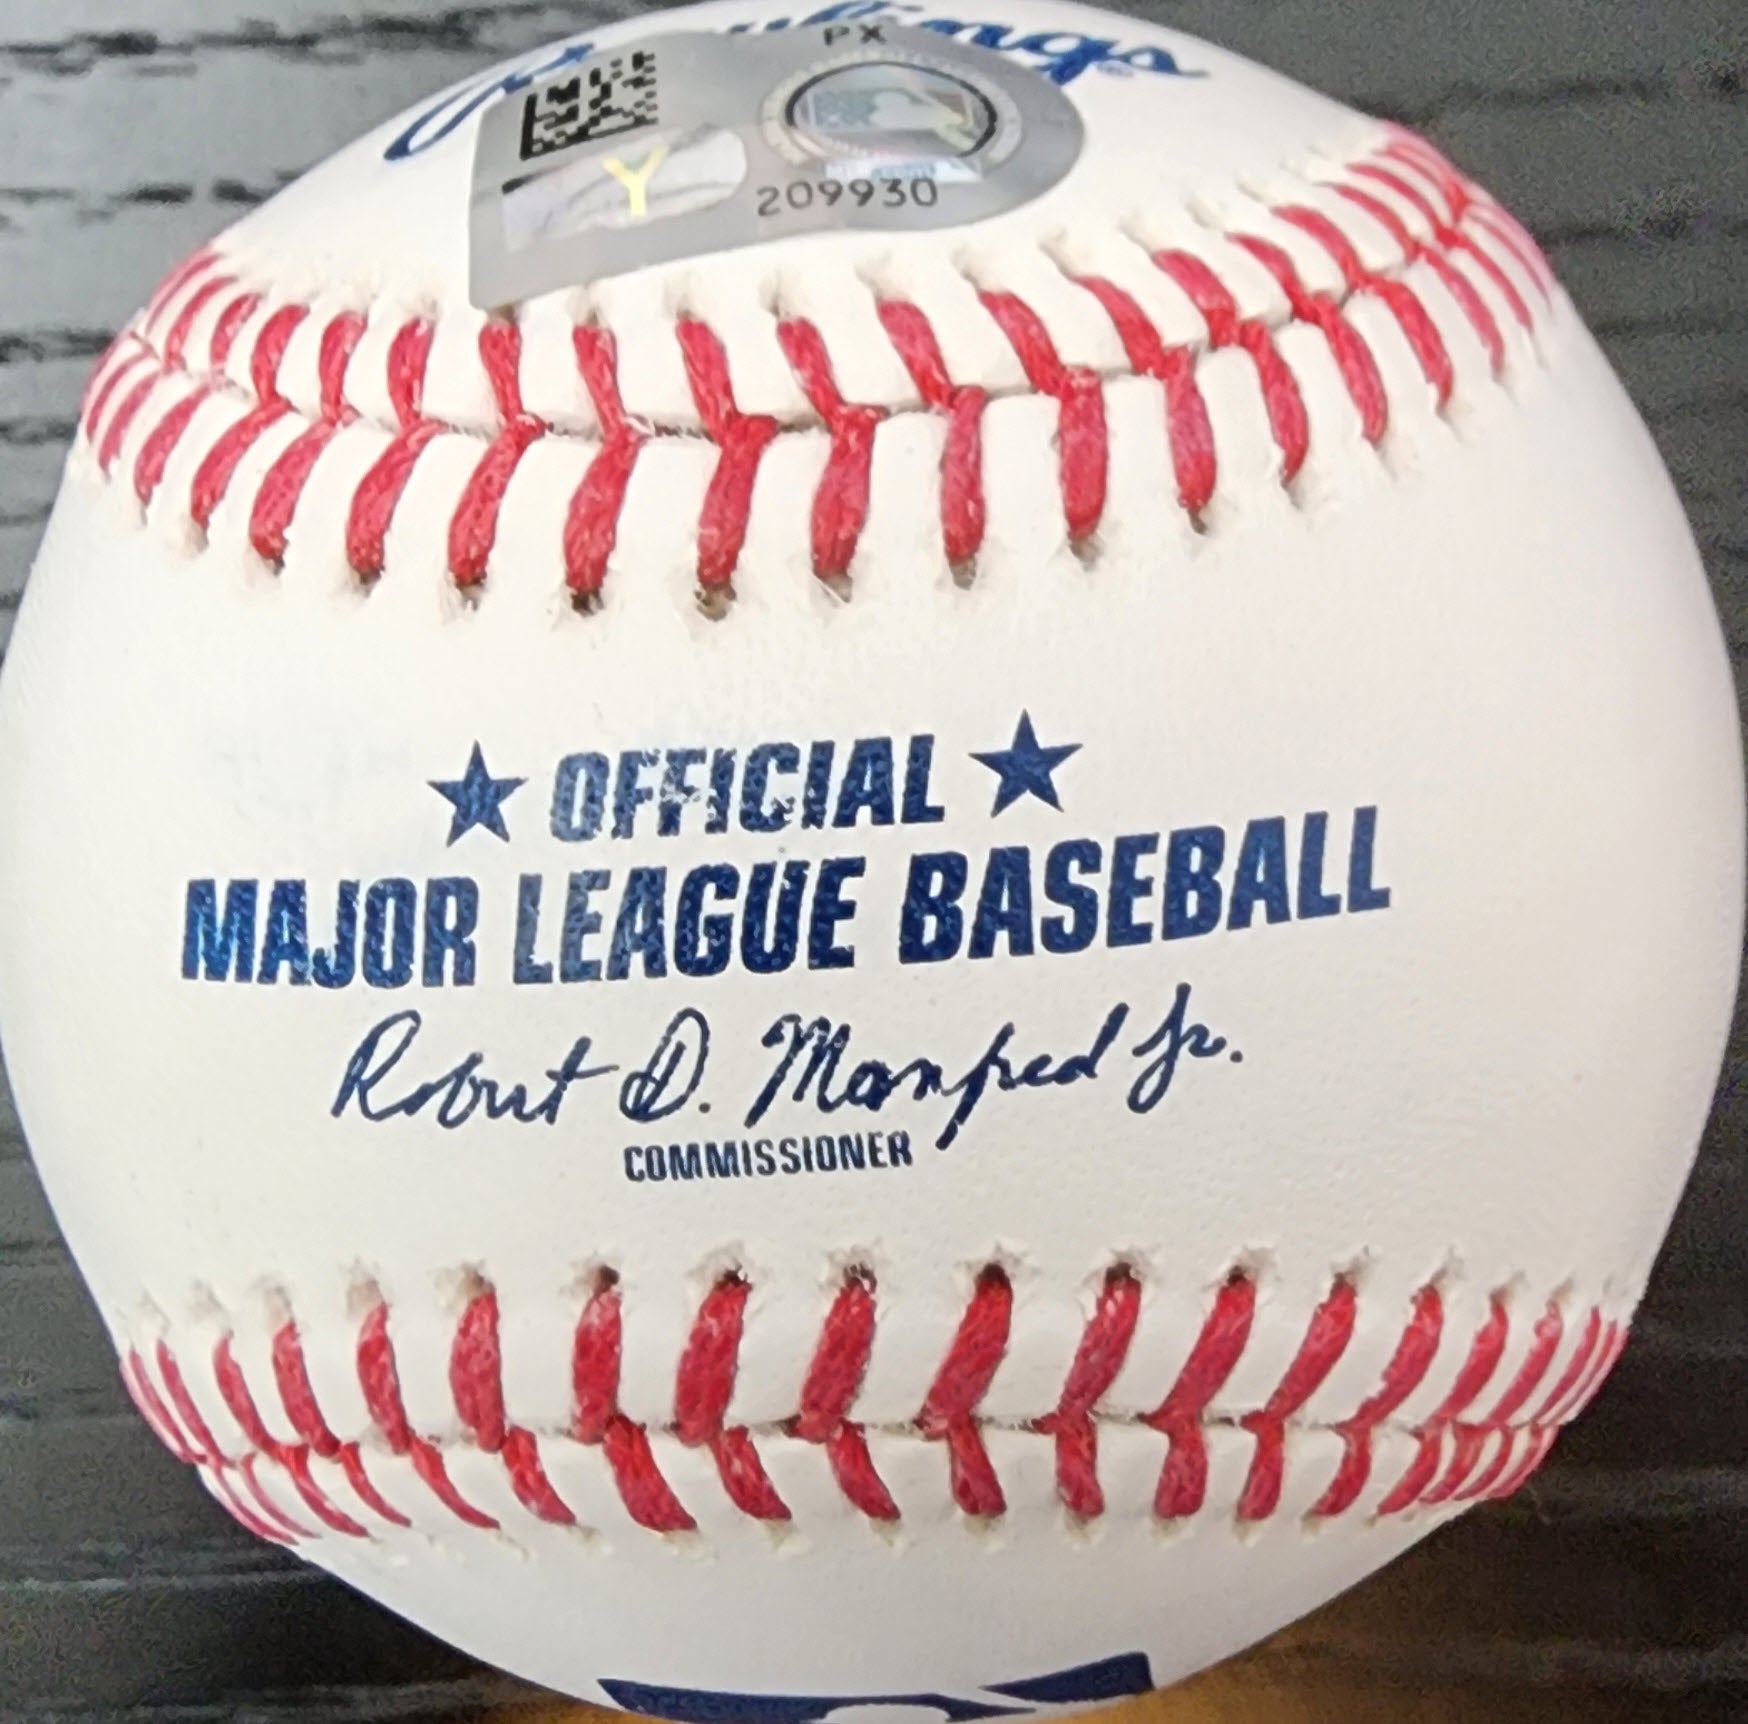 Rawlings
PX
Y
209930
★ OFFICIAL ★
MAJOR LEAGUE BASEBALL
Robert D. Manfred Jr.
COMMISSIONER